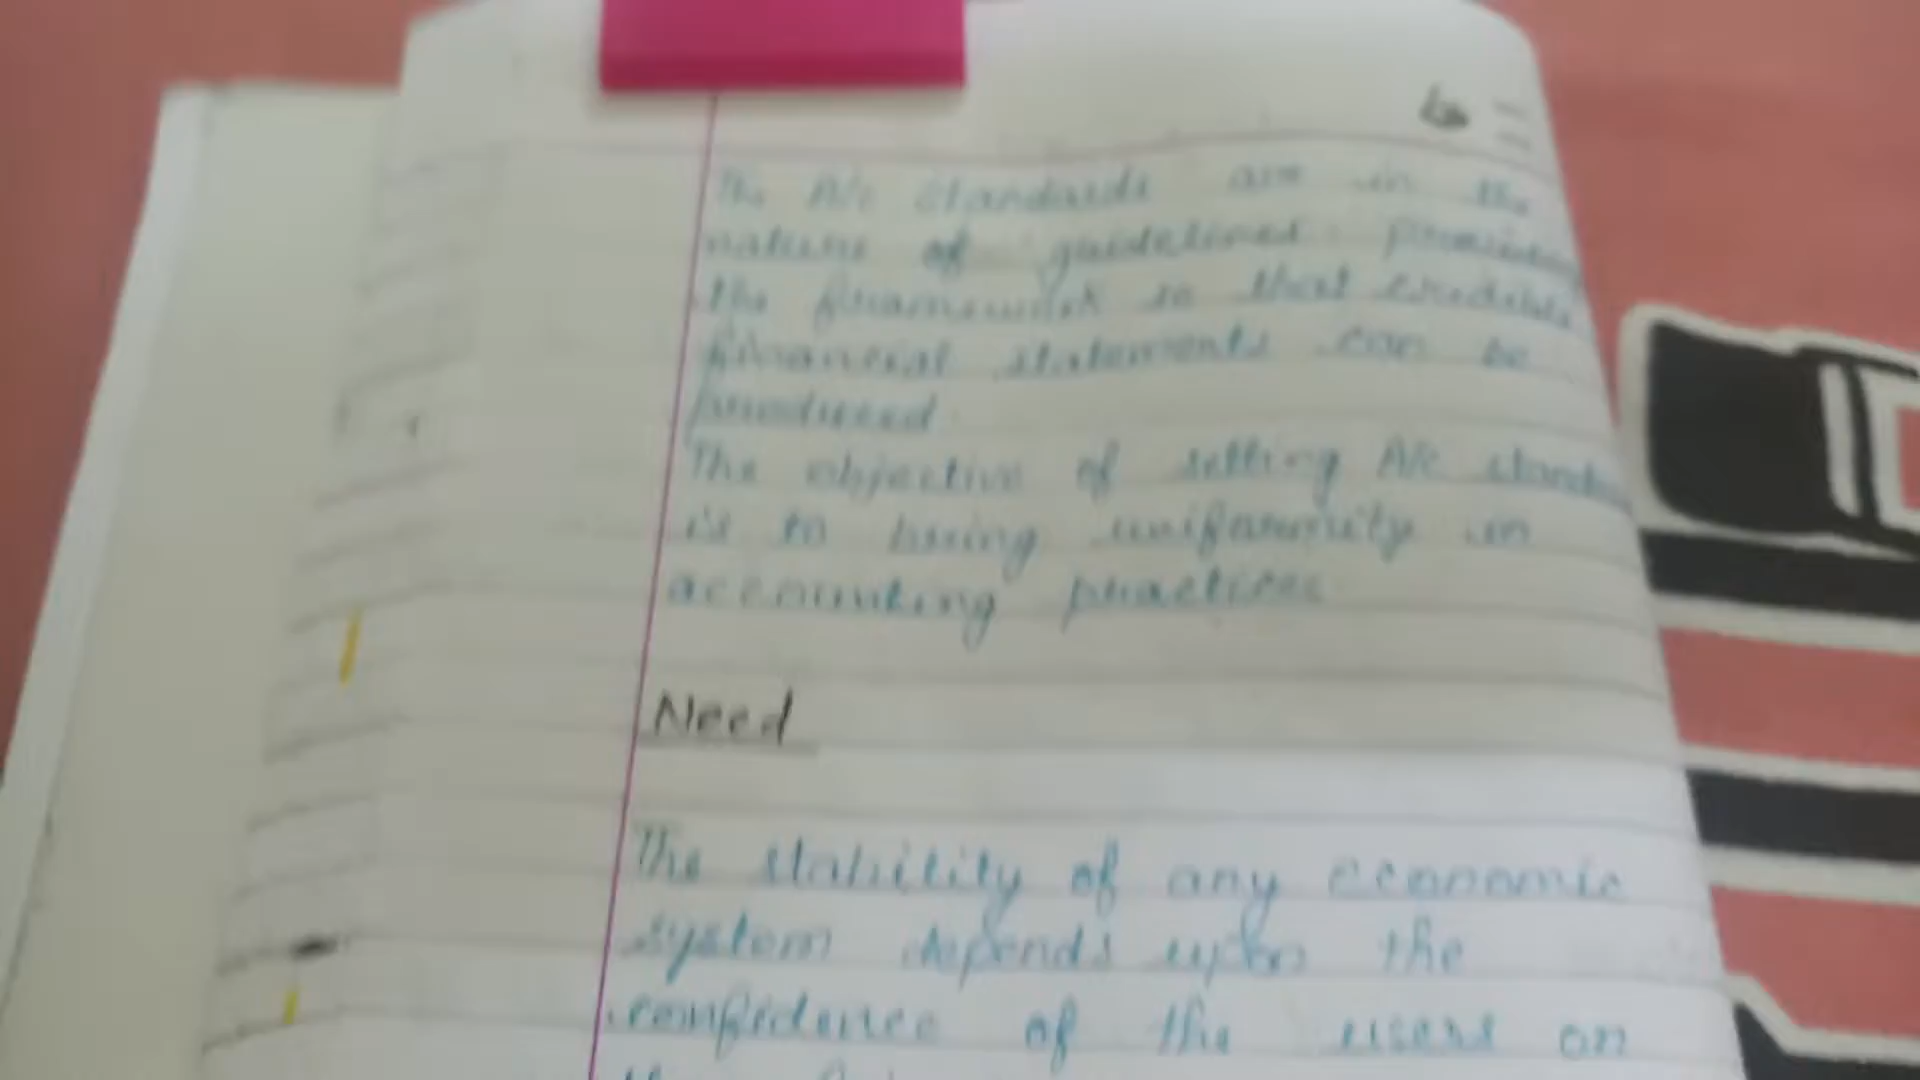 The A/c standards are in the
nature of guidelines
the framework so that credible
financial statements can be
produced
The objective of setting A/c
is to bring uniformity in
accounting practices
Need
The stability of any economic
system depends upon the
confidence of the users on